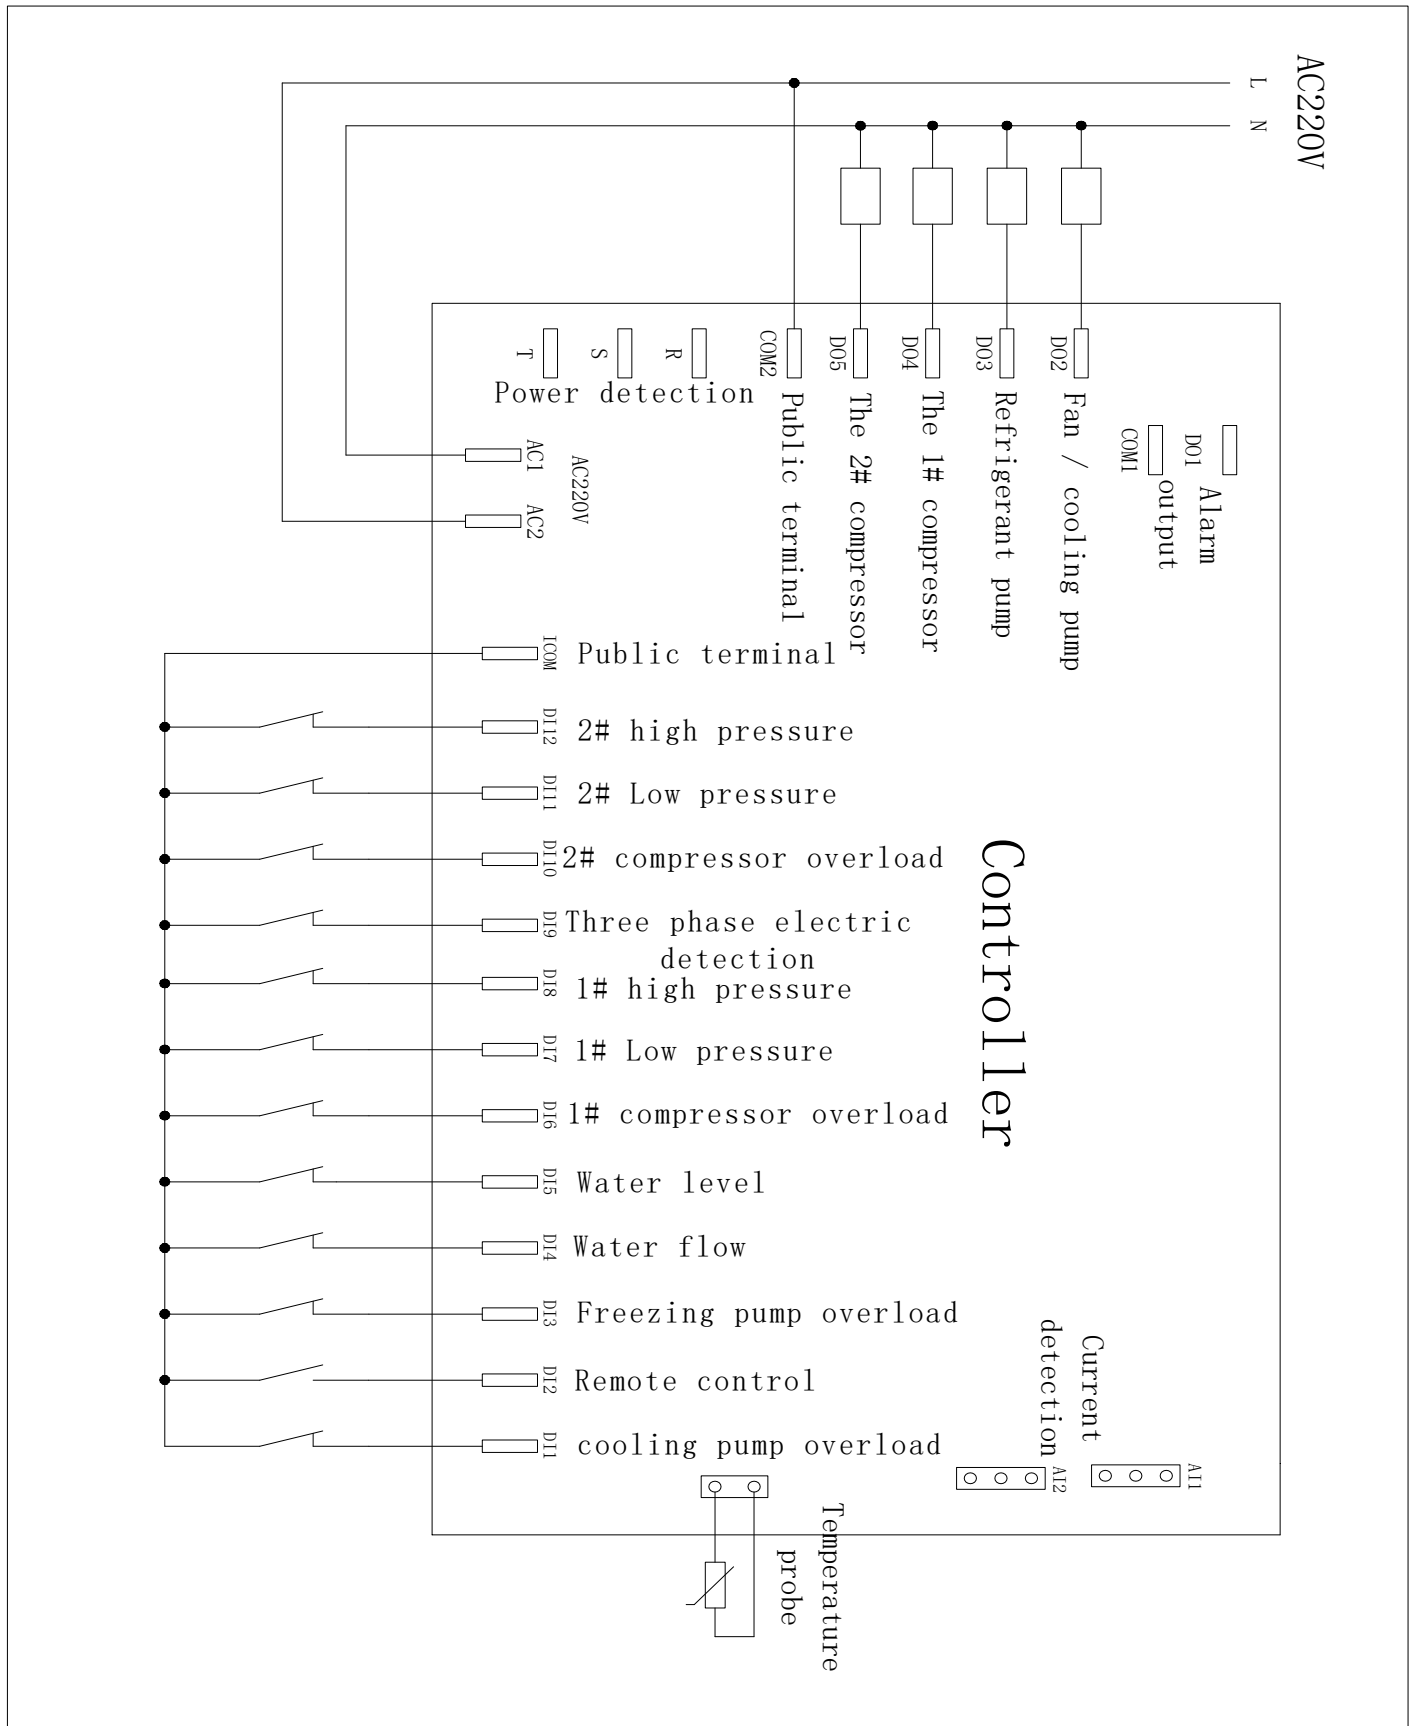 AC220V
L
N
T
S
R
COM2
DO5
DO4
DO3
DO2
Power detection
Public terminal
The 2# compressor
The 1# compressor
Refrigerant pump
Fan / cooling pump
COM1
DO1
Alarm
output
AC1
AC2
AC220V
ICOM Public terminal
DI12 2# high pressure
DI11 2# Low pressure
DI10 2# compressor overload
DI9 Three phase electric
detection
DI8 1# high pressure
DI7 1# Low pressure
DI6 1# compressor overload
DI5 Water level
DI4 Water flow
DI3 Freezing pump overload
DI2 Remote control
DI1 cooling pump overload
Controller
Current
detection
AI2
AI1
Temperature
probe